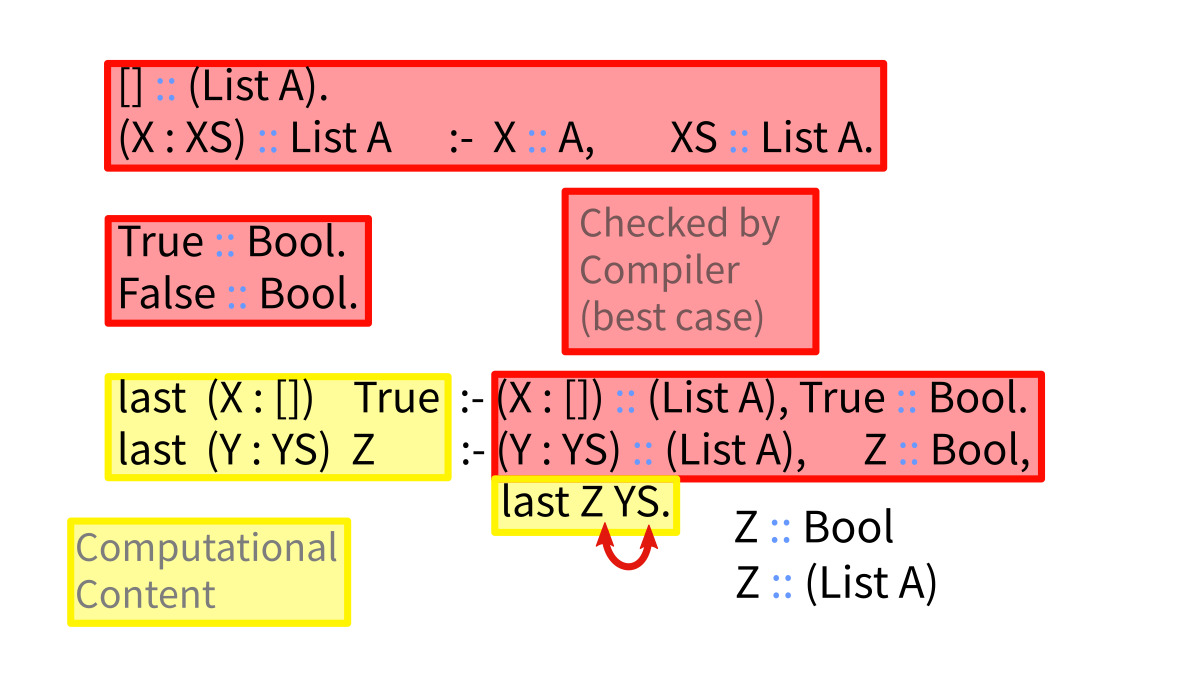 [] :: (List A).
(X : XS) :: List A :- X :: A, XS :: List A.
Checked by
Compiler
(best case)
True :: Bool.
False :: Bool.
last (X : []) True :- (X : []) :: (List A), True :: Bool.
last (Y : YS) Z :- (Y : YS) :: (List A), Z :: Bool,
last Z YS.
Z :: Bool
Z :: (List A)
Computational
Content